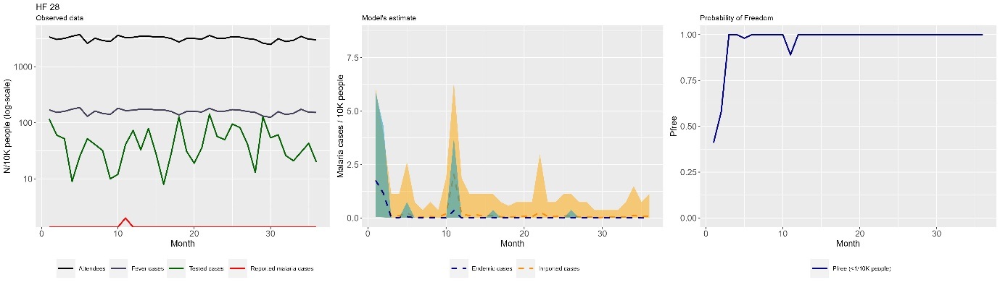 HF 28
Observed data
N/10K people (log-scale)
1000
100
10
0
10
20
30
Month
Attendees
Fever cases
Tested cases
Reported malaria cases
Model's estimate
Malaria cases / 10K people
7.5
5.0
2.5
0.0
0
10
20
30
Month
Endemic cases
Imported cases
Probability of Freedom
Pfree
1.00
0.75
0.50
0.25
0.00
0
10
20
30
Month
Pfree (<1/10K people)